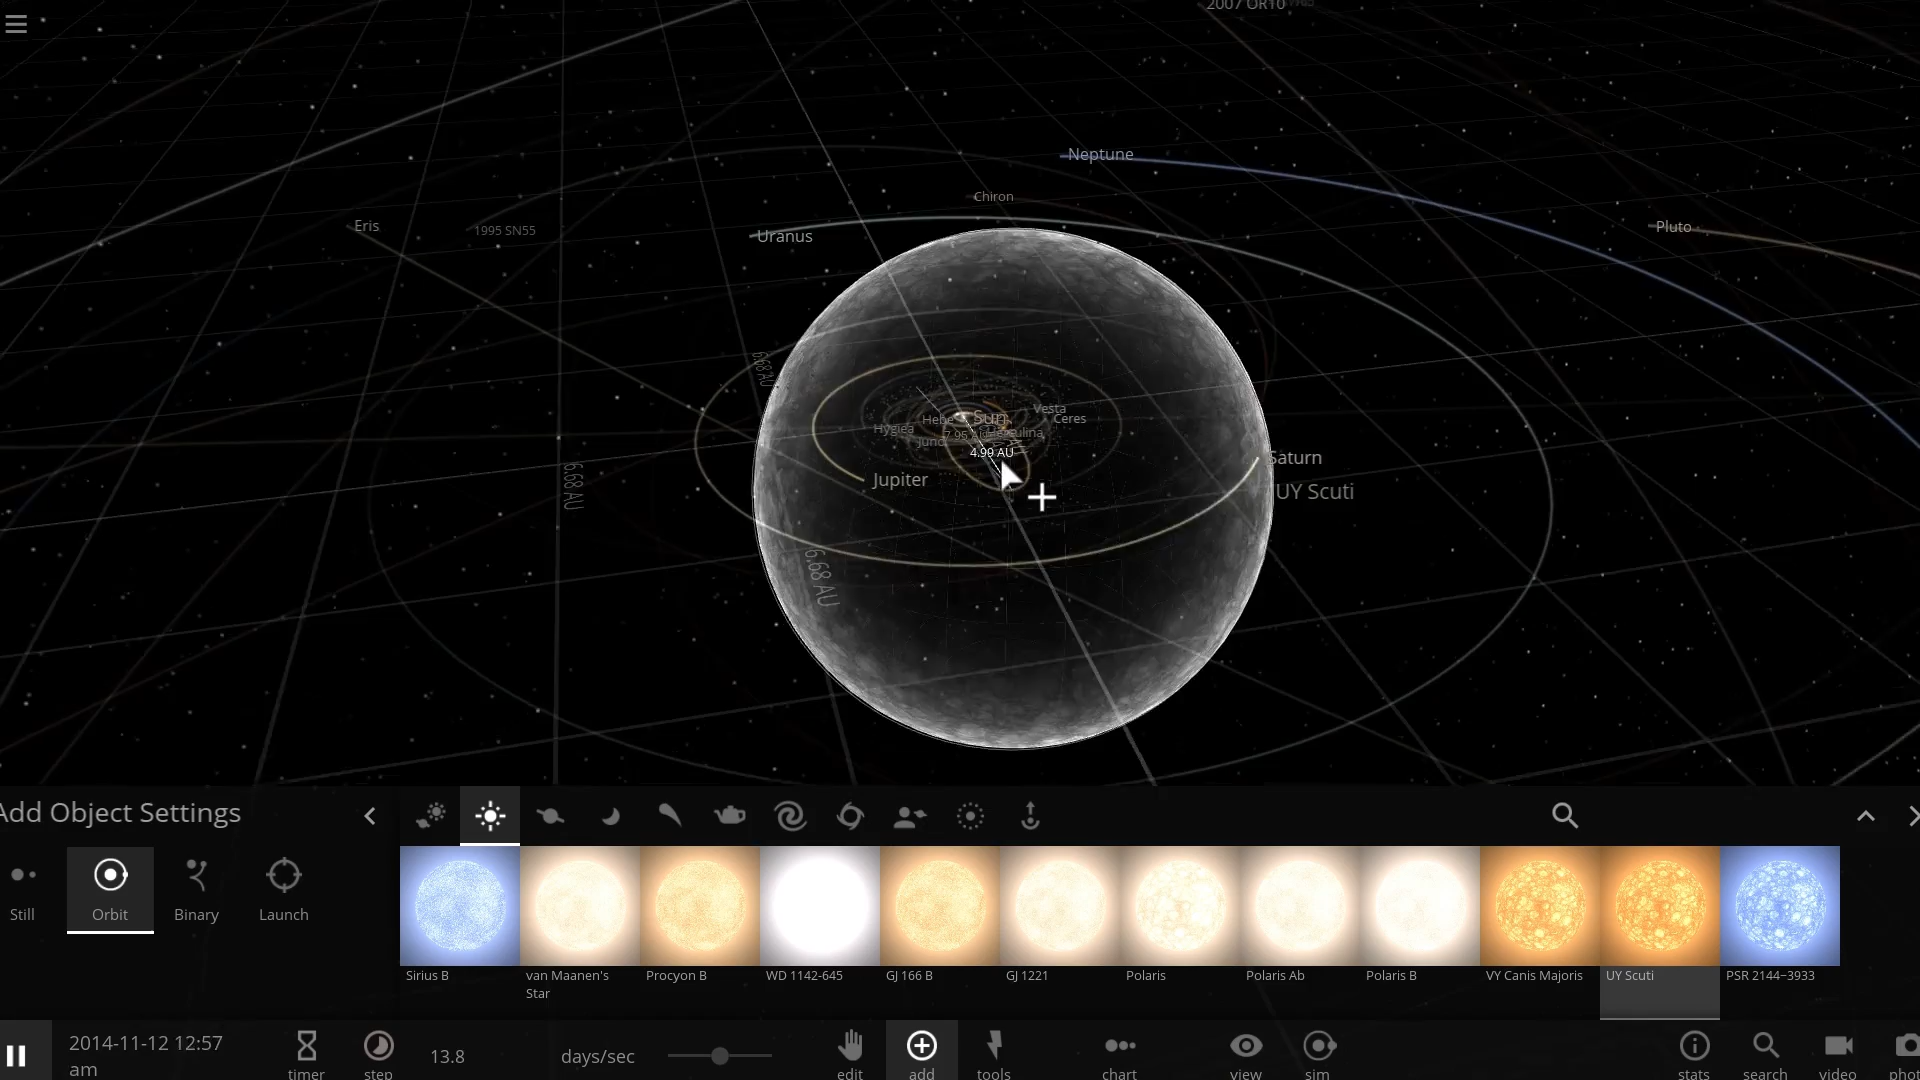 2007 OR10
Neptune
Chiron
Eris
1995 SN55
Uranus
Pluto
6.68 AU
Vesta
Hebe
Sun
Ceres
Hygiea
Juno
4.99 AU
Saturn
6.68 AU
Jupiter
UY Scuti
6.68 AU
Add Object Settings
Still
Orbit
Binary
Launch
Sirius B
van Maanen's
Star
Procyon B
WD 1142-645
GJ 166 B
GJ 1221
Polaris
Polaris Ab
Polaris B
VY Canis Majoris
UY Scuti
PSR 2144−3933
2014-11-12 12:57
am
timer
step
13.8
days/sec
edit
add
tools
chart
view
sim
stats
search
video
phot